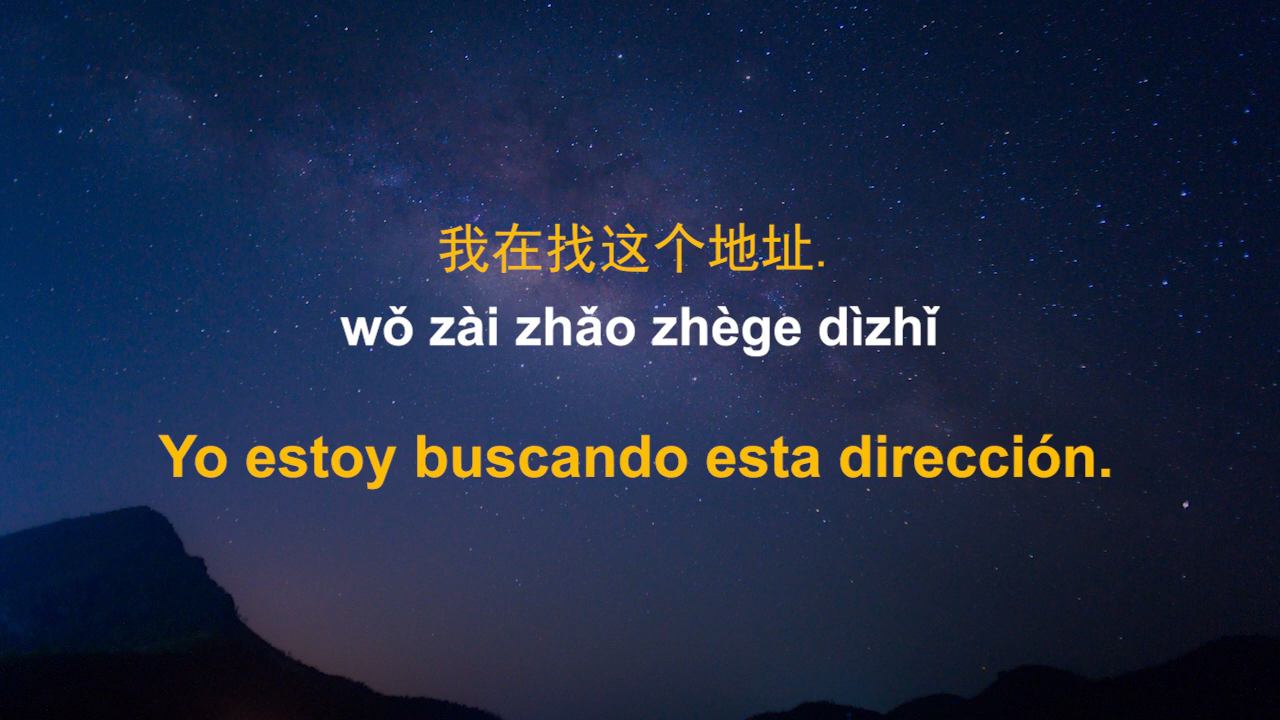 我在找这个地址.
wǒ zài zhǎo zhège dìzhǐ
Yo estoy buscando esta dirección.